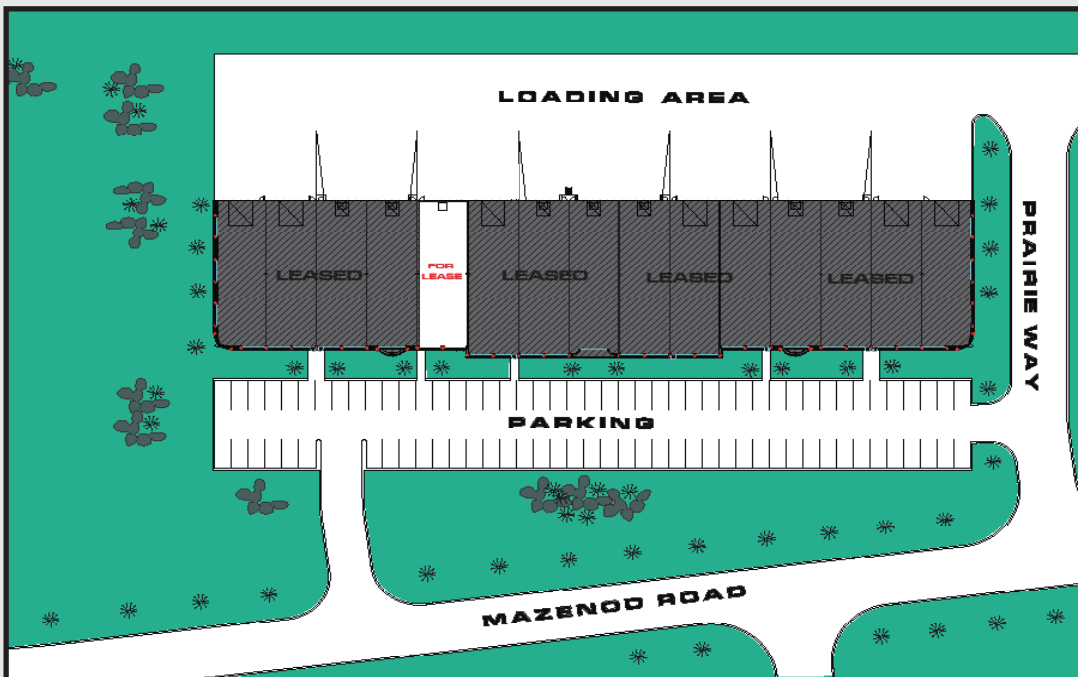 LOADING AREA
LEASED
FOR
LEASE
LEASED
LEASED
LEASED
PRAIRIE WAY
PARKING
MAZENOD ROAD